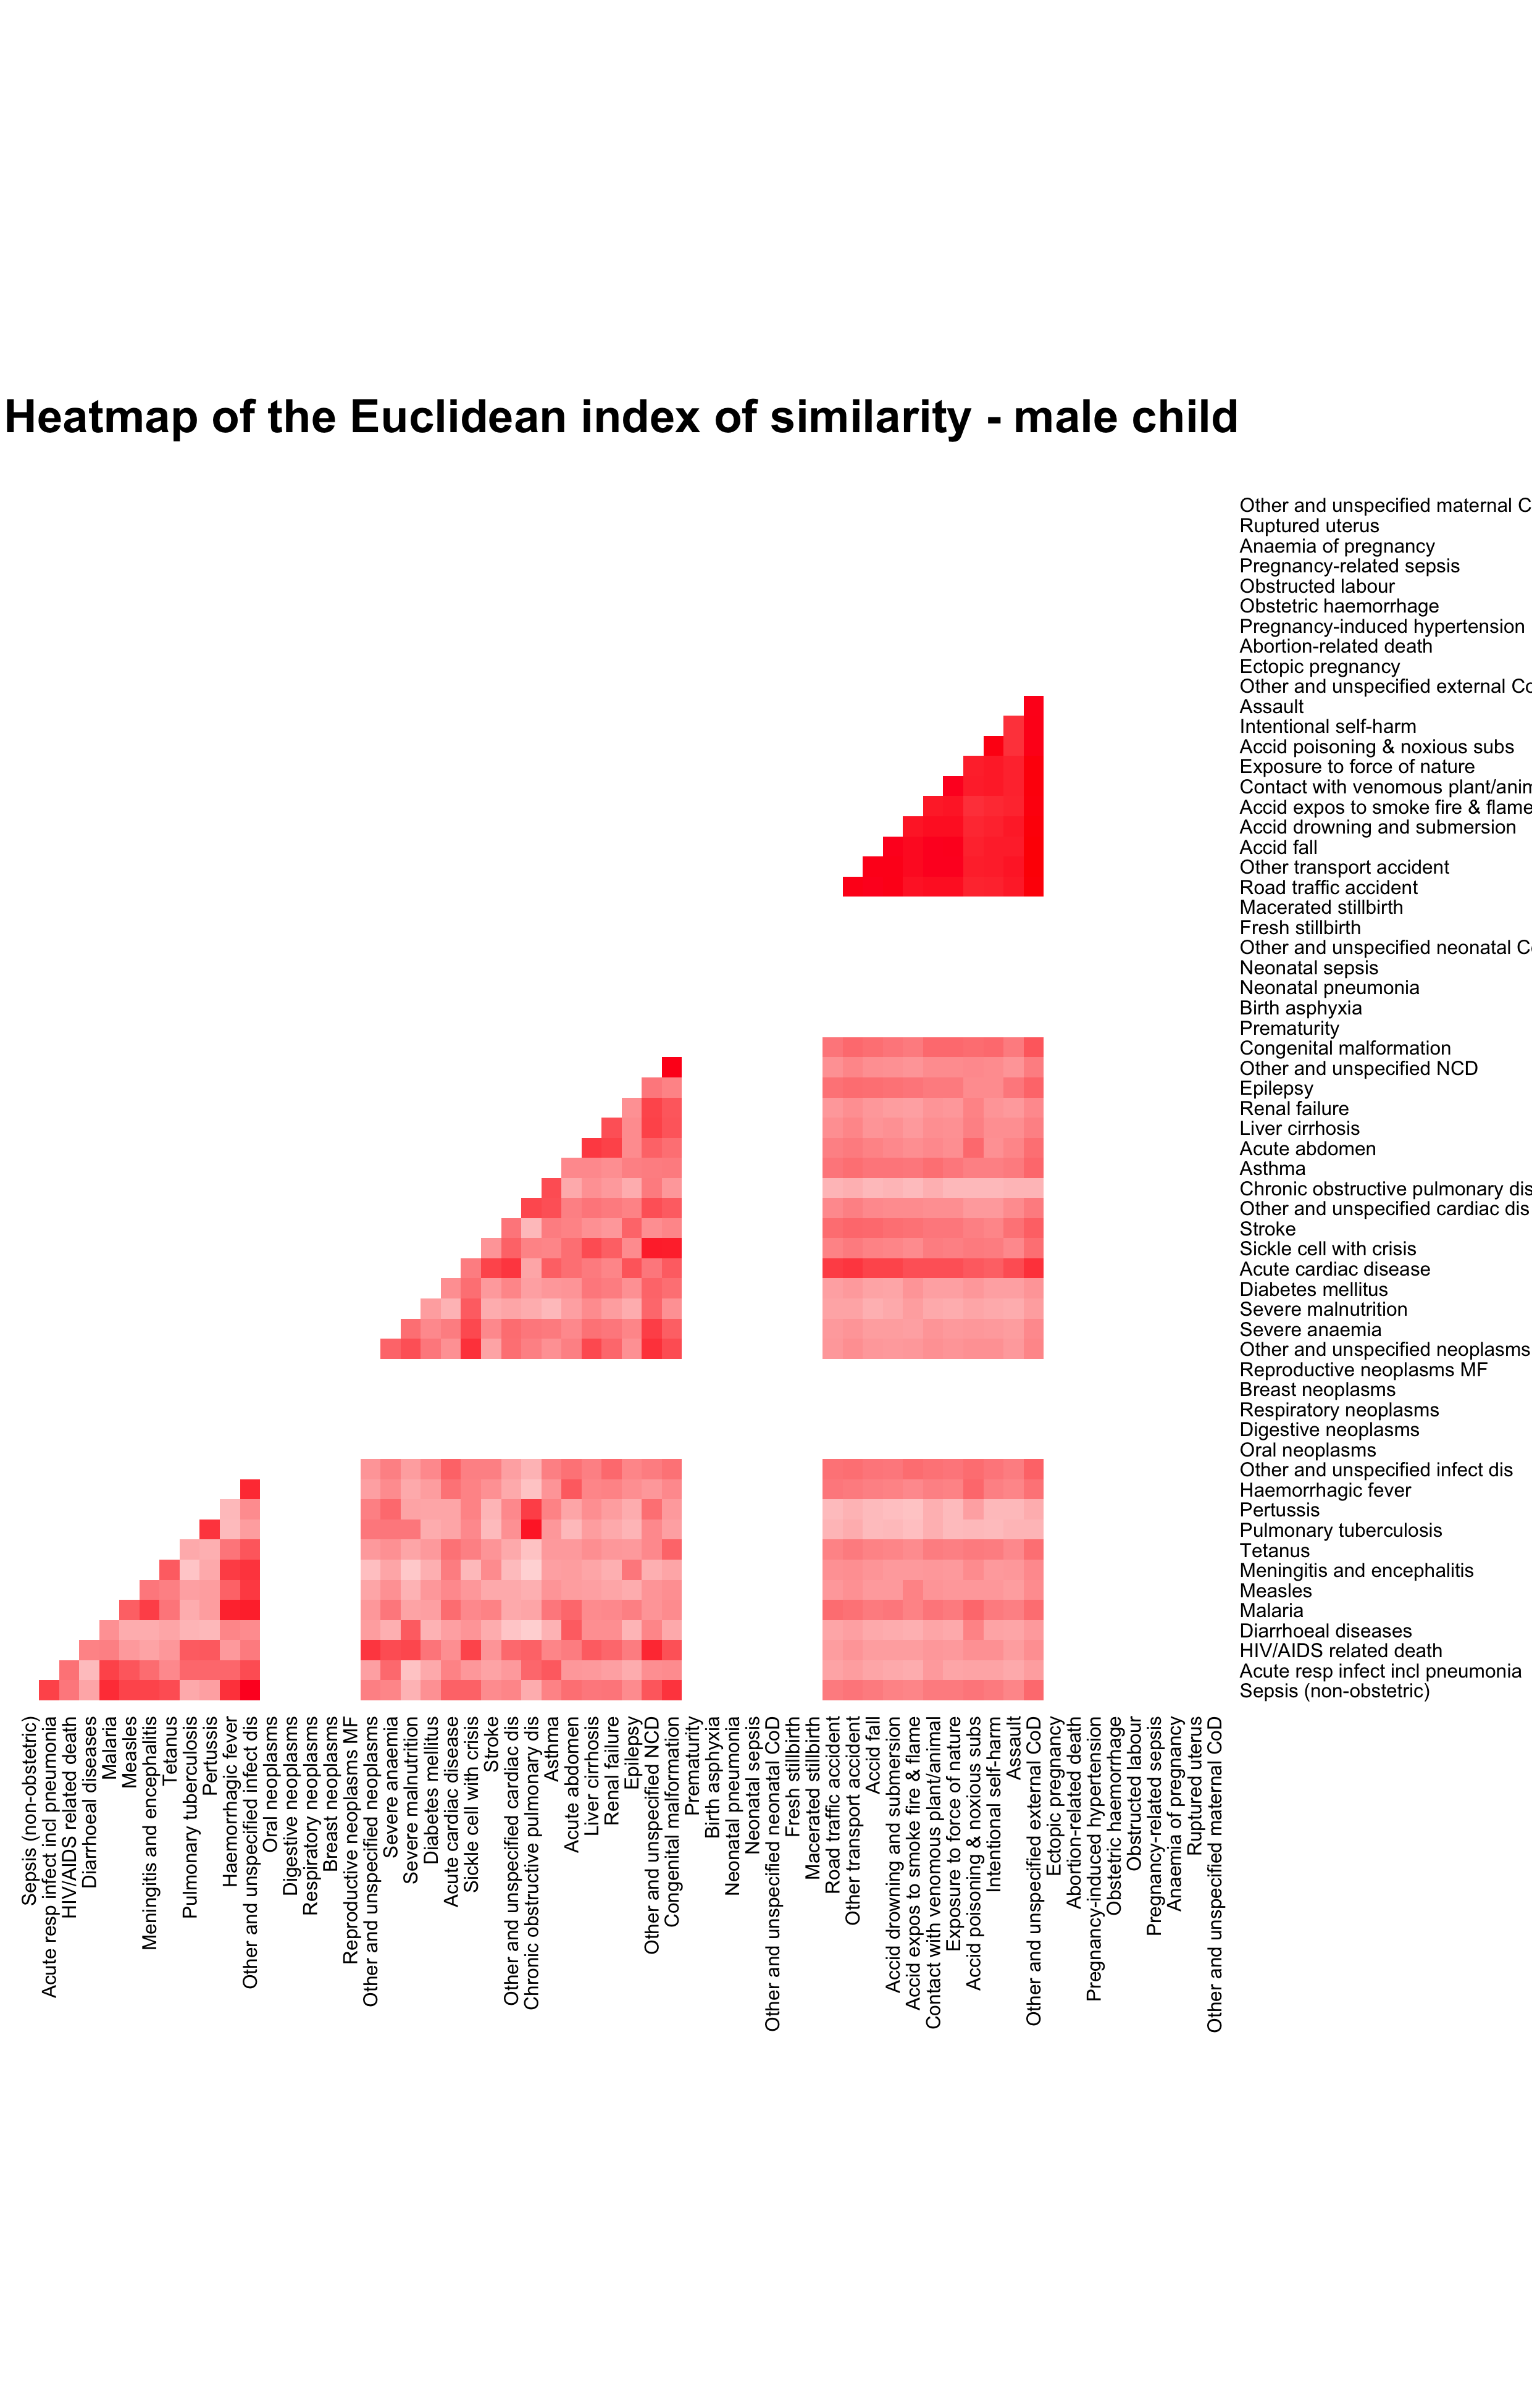 Heatmap of the Euclidean index of similarity - male child
Other and unspecified maternal C
Ruptured uterus
Anaemia of pregnancy
Pregnancy-related sepsis
Obstructed labour
Obstetric haemorrhage
Pregnancy-induced hypertension
Abortion-related death
Ectopic pregnancy
Other and unspecified external Co
Assault
Intentional self-harm
Accid poisoning & noxious subs
Exposure to force of nature
Contact with venomous plant/anim
Accid expos to smoke fire & flame
Accid drowning and submersion
Accid fall
Other transport accident
Road traffic accident
Macerated stillbirth
Fresh stillbirth
Other and unspecified neonatal Co
Neonatal sepsis
Neonatal pneumonia
Birth asphyxia
Prematurity
Congenital malformation
Other and unspecified NCD
Epilepsy
Renal failure
Liver cirrhosis
Acute abdomen
Asthma
Chronic obstructive pulmonary dis
Other and unspecified cardiac dis
Stroke
Sickle cell with crisis
Acute cardiac disease
Diabetes mellitus
Severe malnutrition
Severe anaemia
Other and unspecified neoplasms
Reproductive neoplasms MF
Breast neoplasms
Respiratory neoplasms
Digestive neoplasms
Oral neoplasms
Other and unspecified infect dis
Haemorrhagic fever
Pertussis
Pulmonary tuberculosis
Tetanus
Meningitis and encephalitis
Measles
Malaria
Diarrhoeal diseases
HIV/AIDS related death
Acute resp infect incl pneumonia
Sepsis (non-obstetric)
Sepsis (non-obstetric)
Acute resp infect incl pneumonia
HIV/AIDS related death
Diarrhoeal diseases
Malaria
Measles
Meningitis and encephalitis
Tetanus
Pulmonary tuberculosis
Pertussis
Haemorrhagic fever
Other and unspecified infect dis
Oral neoplasms
Digestive neoplasms
Respiratory neoplasms
Breast neoplasms
Reproductive neoplasms MF
Other and unspecified neoplasms
Severe anaemia
Severe malnutrition
Diabetes mellitus
Acute cardiac disease
Sickle cell with crisis
Stroke
Other and unspecified cardiac dis
Chronic obstructive pulmonary dis
Asthma
Acute abdomen
Liver cirrhosis
Renal failure
Epilepsy
Other and unspecified NCD
Congenital malformation
Prematurity
Birth asphyxia
Neonatal pneumonia
Neonatal sepsis
Other and unspecified neonatal CoD
Fresh stillbirth
Macerated stillbirth
Road traffic accident
Other transport accident
Accid fall
Accid drowning and submersion
Accid expos to smoke fire & flame
Contact with venomous plant/animal
Exposure to force of nature
Accid poisoning & noxious subs
Intentional self-harm
Assault
Other and unspecified external CoD
Ectopic pregnancy
Abortion-related death
Pregnancy-induced hypertension
Obstetric haemorrhage
Obstructed labour
Pregnancy-related sepsis
Anaemia of pregnancy
Ruptured uterus
Other and unspecified maternal CoD